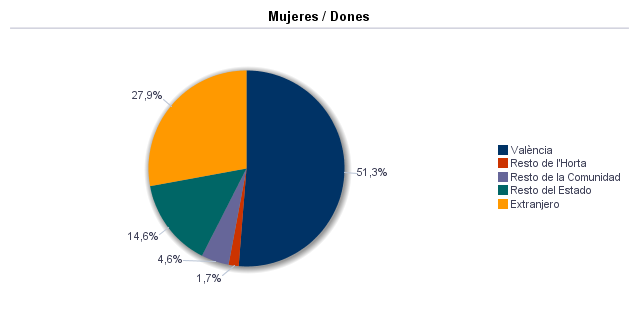 Mujeres / Dones
27,9%
51,3%
14,6%
4,6%
1,7%
València
Resto de l'Horta
Resto de la Comunidad
Resto del Estado
Extranjero